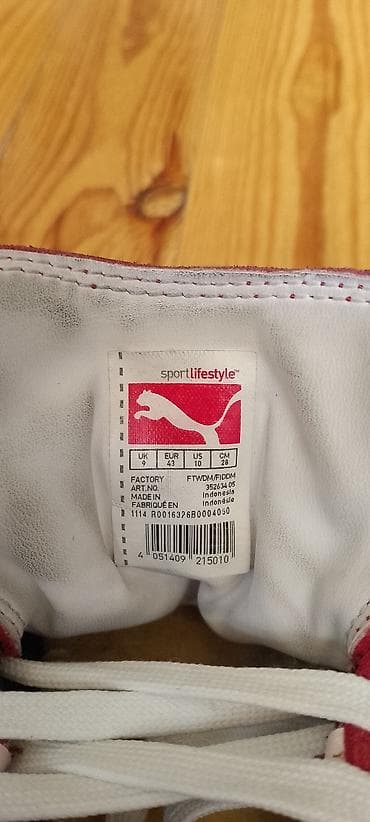 sportlifestyle™
UK EUR US CM
9 43 10 28
FACTORY FTWDM/FIDDM
ART.NO. 352634 05
MADE IN Indonesia
FABRIQUÉ EN Indonésie
1114 R0016326B0004050
4 051409 215010